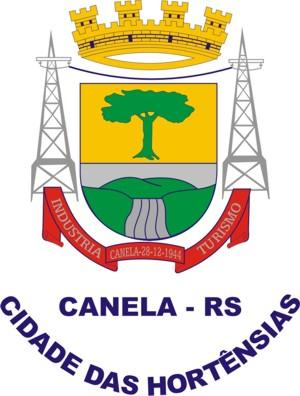 INDUSTRIA
CANELA-28-12-1944
TURISMO
CANELA - RS
CIDADE DAS HORTÊNSIAS